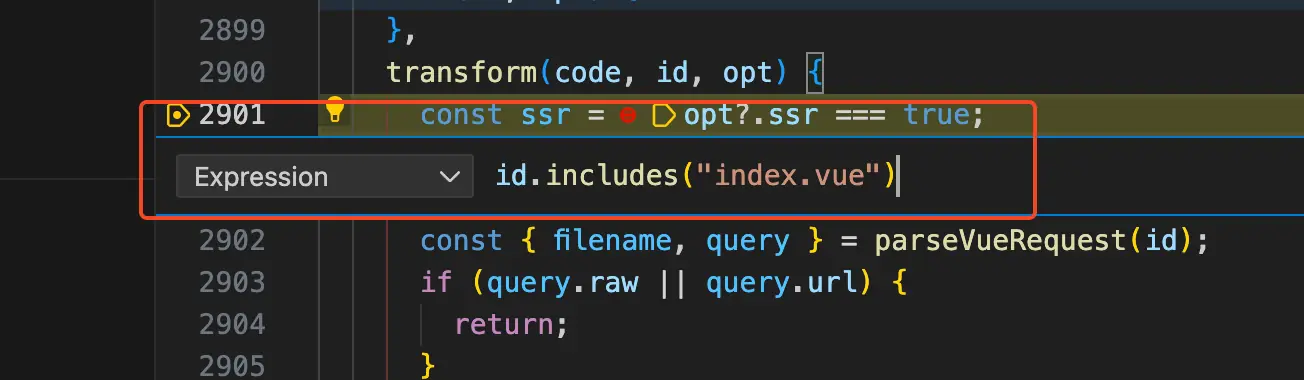 2899 },
2900 transform(code, id, opt) {
2901 const ssr = opt?.ssr === true;
Expression id.includes("index.vue")
2902 const { filename, query } = parseVueRequest(id);
2903 if (query.raw || query.url) {
2904 return;
2905 }